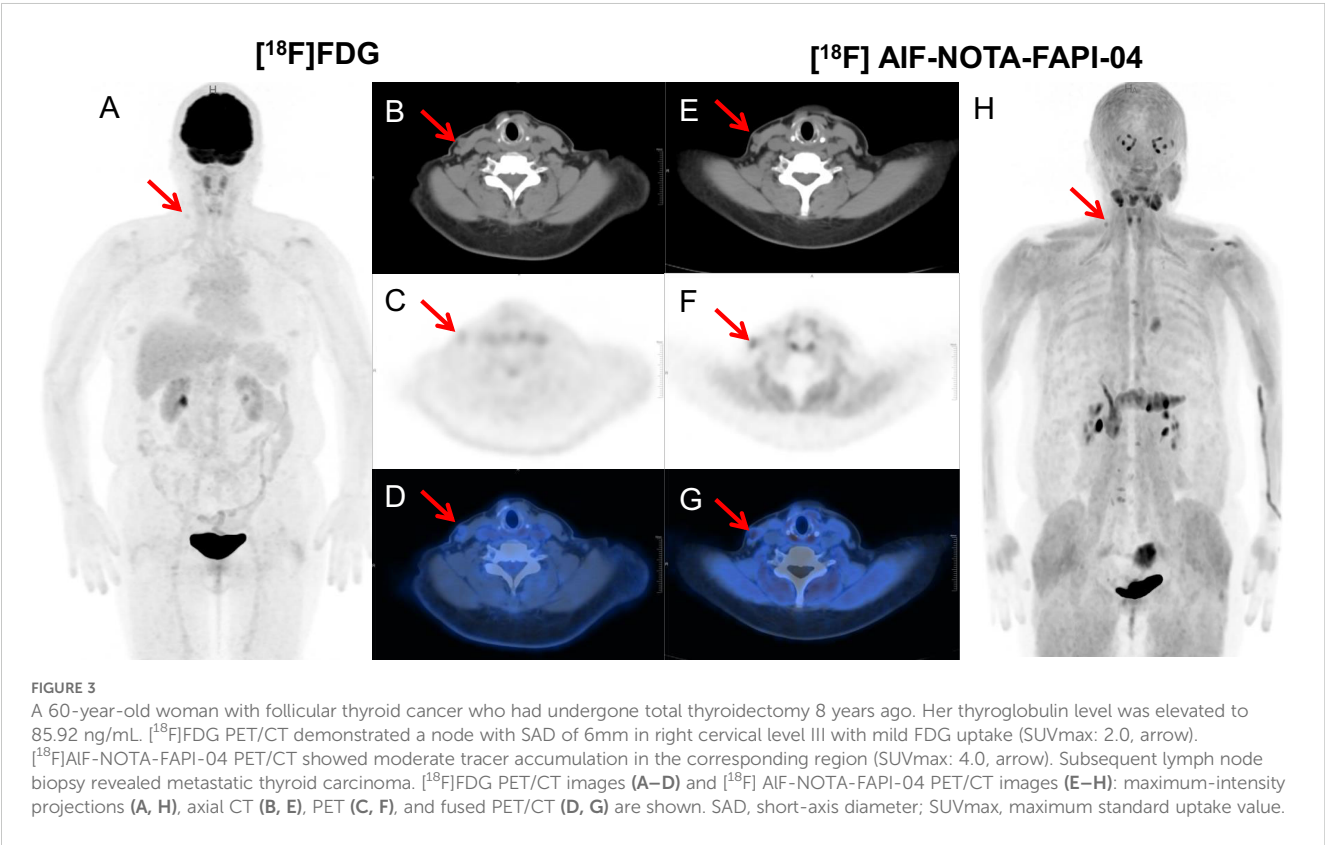 [18F]FDG
[18F] AlF-NOTA-FAPI-04
A
B
E
H
C
F
D
G
H
H
FIGURE 3
A 60-year-old woman with follicular thyroid cancer who had undergone total thyroidectomy 8 years ago. Her thyroglobulin level was elevated to
85.92 ng/mL. [18F]FDG PET/CT demonstrated a node with SAD of 6mm in right cervical level III with mild FDG uptake (SUVmax: 2.0, arrow).
[18F]AlF-NOTA-FAPI-04 PET/CT showed moderate tracer accumulation in the corresponding region (SUVmax: 4.0, arrow). Subsequent lymph node
biopsy revealed metastatic thyroid carcinoma. [18F]FDG PET/CT images (A–D) and [18F] AlF-NOTA-FAPI-04 PET/CT images (E–H): maximum-intensity
projections (A, H), axial CT (B, E), PET (C, F), and fused PET/CT (D, G) are shown. SAD, short-axis diameter; SUVmax, maximum standard uptake value.